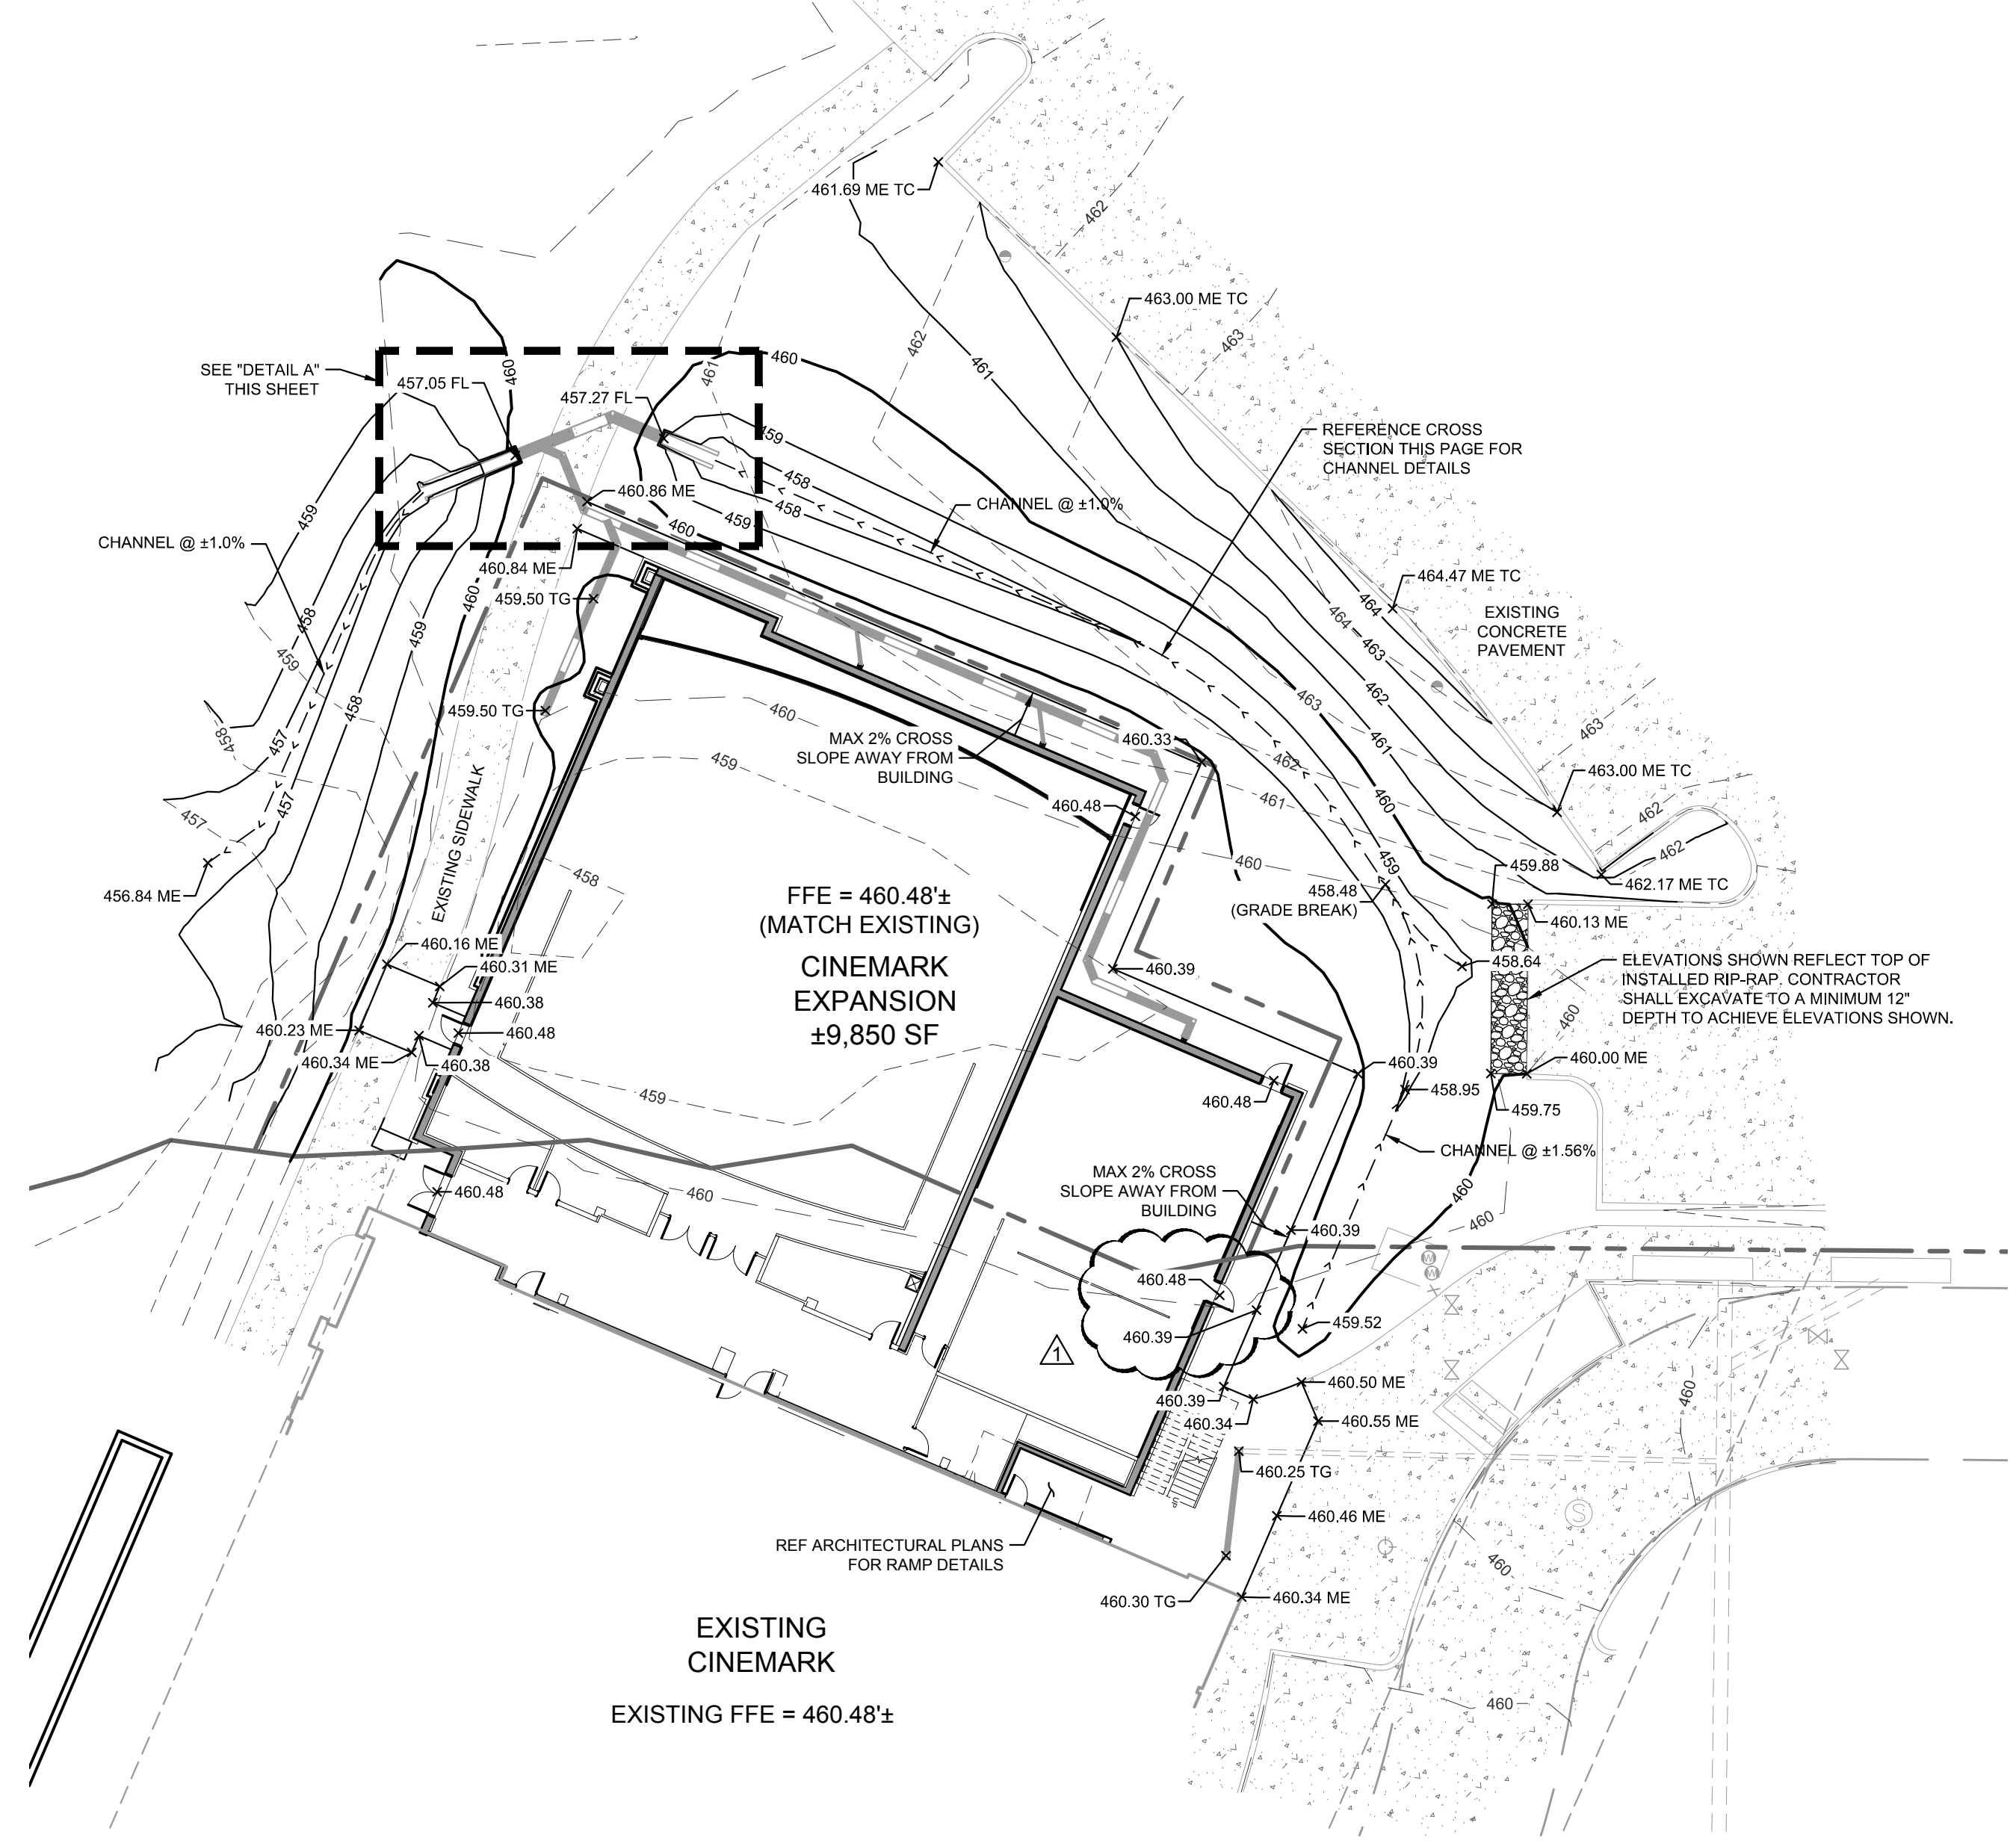 461.69 ME TC
462
463.00 ME TC
463
462
461
460
461
460
SEE "DETAIL A"
THIS SHEET
457.05 FL
457.27 FL
459
REFERENCE CROSS
SECTION THIS PAGE FOR
CHANNEL DETAILS
458
460.86 ME
459
458
CHANNEL @ ±1.0%
459
460
CHANNEL @ ±1.0%
460.84 ME
464.47 ME TC
464
464
463
EXISTING
CONCRETE
PAVEMENT
459.50 TG
460
458
459
459
462
463
459.50 TG
458
460
MAX 2% CROSS
SLOPE AWAY FROM
BUILDING
460.33
463
458
457
459
462
461
463.00 ME TC
461
460
460.48
457
457
462
462
EXISTING SIDEWALK
458
460
459
459.88
462.17 ME TC
456.84 ME
FFE = 460.48'±
(MATCH EXISTING)
458.48
(GRADE BREAK)
460.13 ME
460.16 ME
460.31 ME
CINEMARK
EXPANSION
±9,850 SF
460.39
458.64
ELEVATIONS SHOWN REFLECT TOP OF
INSTALLED RIP-RAP. CONTRACTOR
SHALL EXCAVATE TO A MINIMUM 12"
DEPTH TO ACHIEVE ELEVATIONS SHOWN.
460.38
460
460.23 ME
460.48
460.34 ME
460.38
460.39
460.00 ME
459
460.48
458.95
459.75
CHANNEL @ ±1.56%
MAX 2% CROSS
SLOPE AWAY FROM
BUILDING
460.48
460
460
460
460.39
460.48
459.52
460.39
1
460.50 ME
460
460.39
460.34
460.55 ME
460.25 TG
460.46 ME
S
REF ARCHITECTURAL PLANS
FOR RAMP DETAILS
460
460.30 TG
460.34 ME
EXISTING
CINEMARK
460
EXISTING FFE = 460.48'±